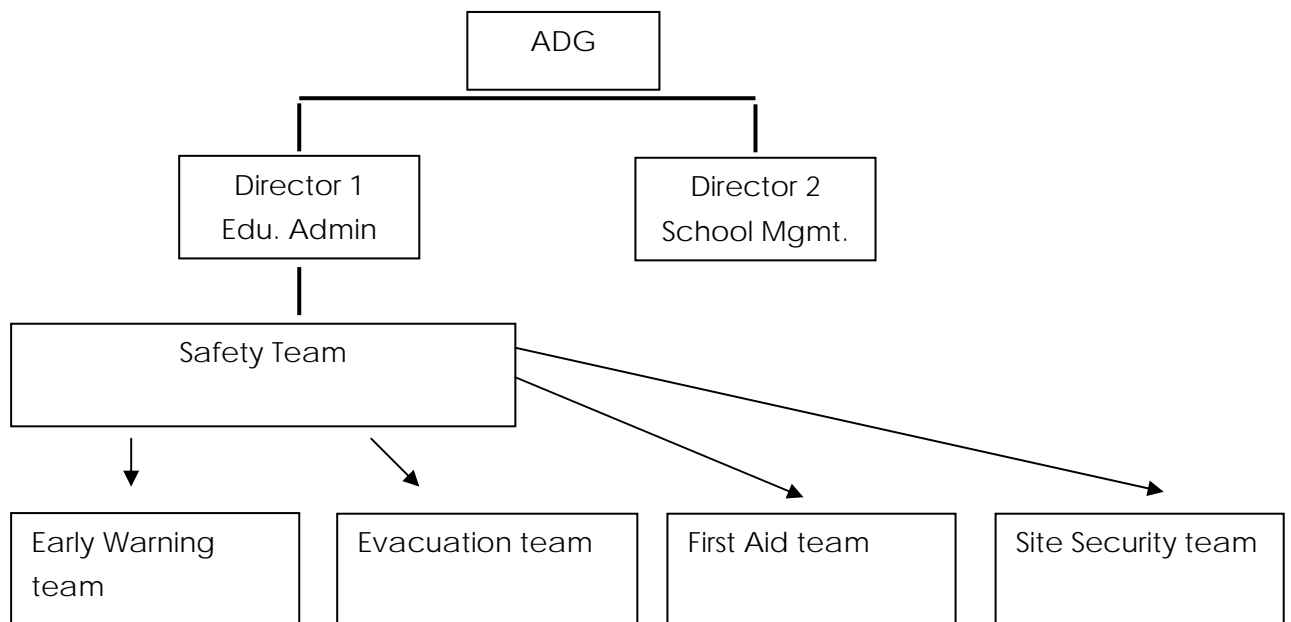 ADG
Director 1
Edu. Admin
Director 2
School Mgmt.
Safety Team
Early Warning
team
Evacuation team
First Aid team
Site Security team